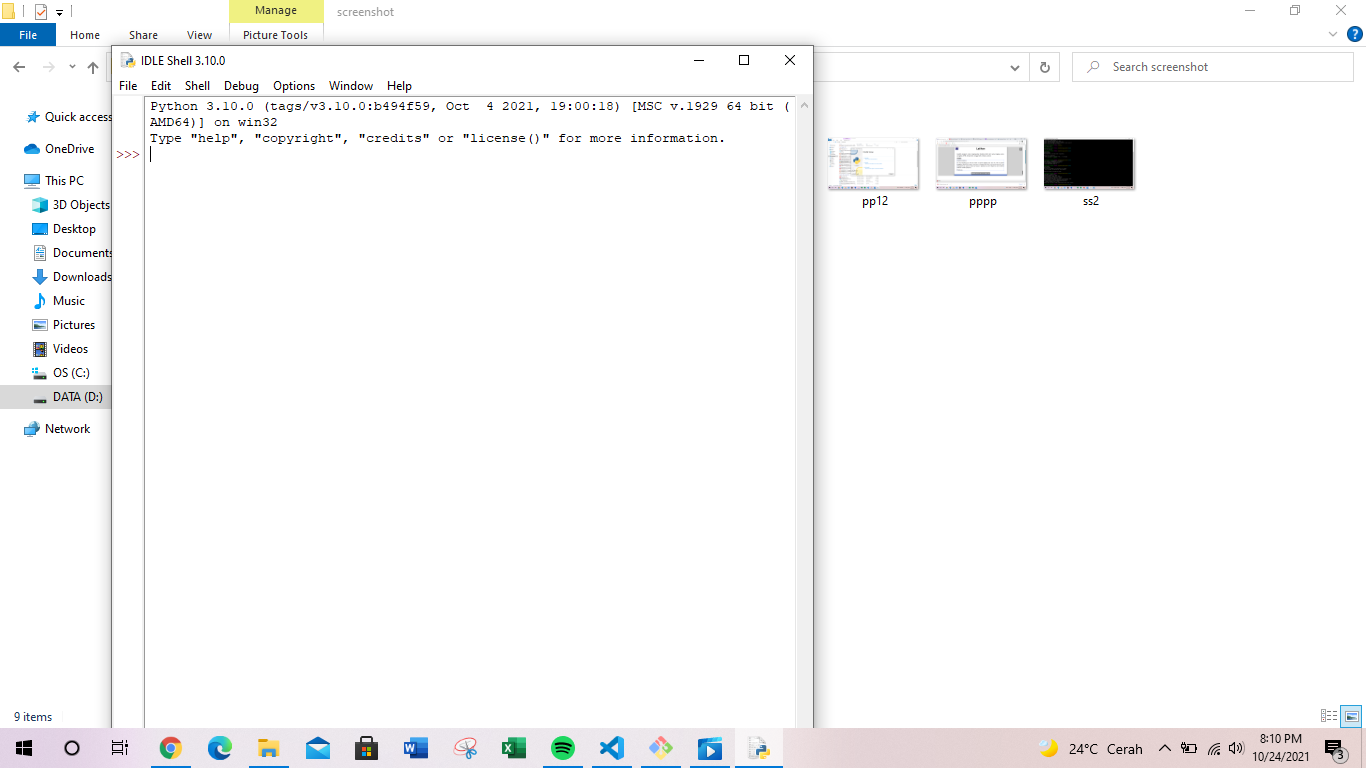 Manage
screenshot
File
Home
Share
View
Picture Tools
Search screenshot
IDLE Shell 3.10.0
File Edit Shell Debug Options Window Help
Python 3.10.0 (tags/v3.10.0:b494f59, Oct  4 2021, 19:00:18) [MSC v.1929 64 bit (
AMD64)] on win32
Type "help", "copyright", "credits" or "license()" for more information.
>>>
Quick access
OneDrive
This PC
3D Objects
Desktop
Documents
Downloads
Music
Pictures
Videos
OS (C:)
DATA (D:)
Network
pp12
pppp
ss2
9 items
24°C Cerah
8:10 PM
10/24/2021
3